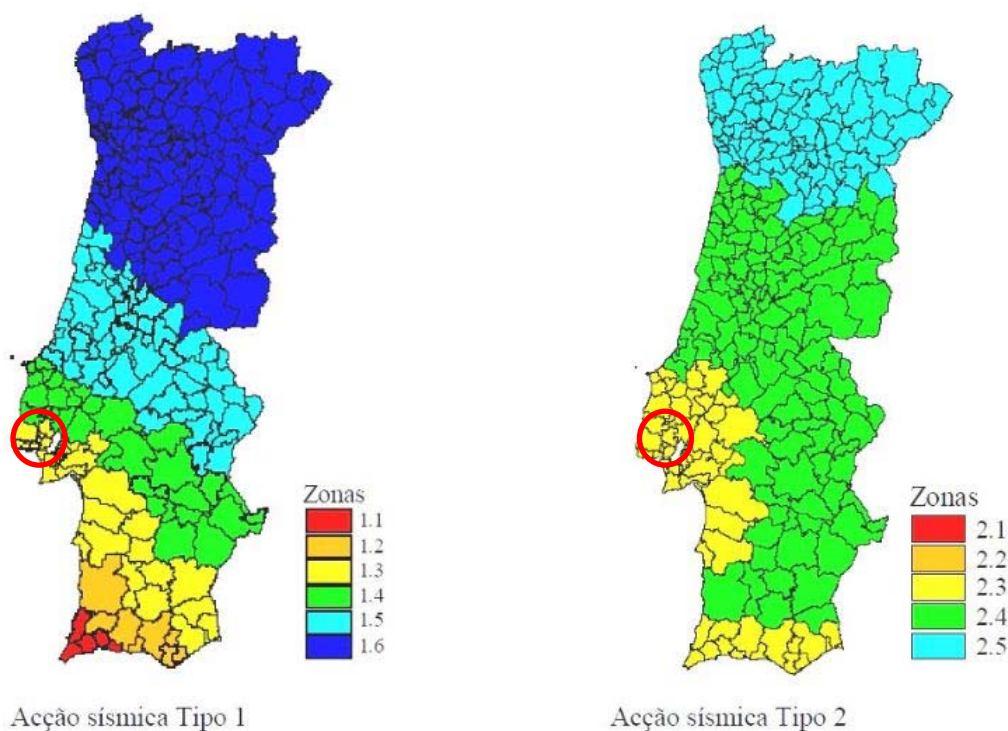 Zonas
1.1
1.2
1.3
1.4
1.5
1.6
Acção sísmica Tipo 1
Zonas
2.1
2.2
2.3
2.4
2.5
Acção sísmica Tipo 2